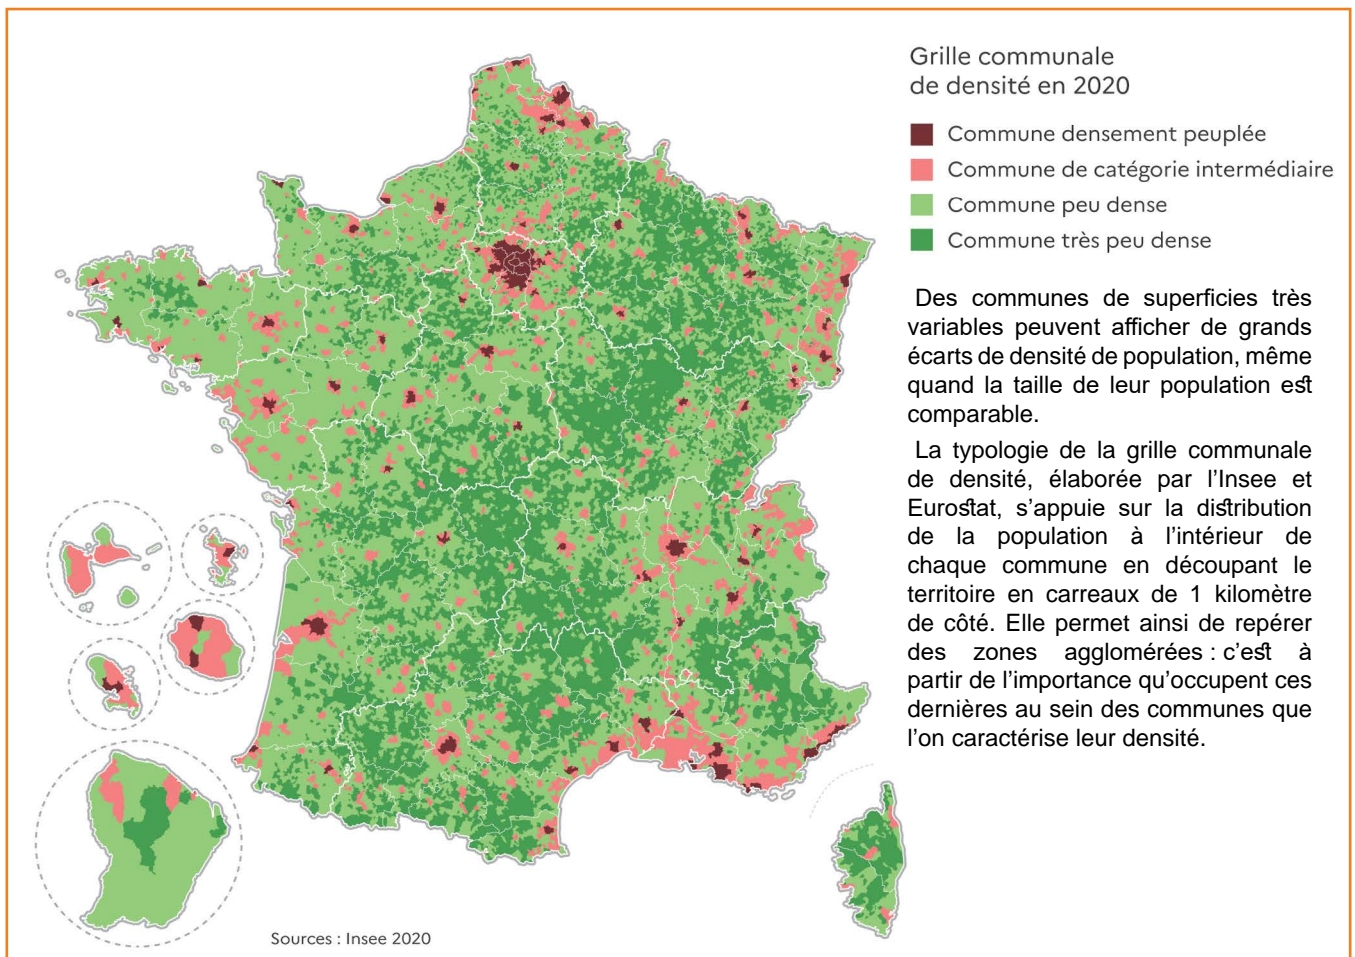 Grille communale
de densité en 2020
Commune densement peuplée
Commune de catégorie intermédiaire
Commune peu dense
Commune très peu dense
Des communes de superficies très
variables peuvent afficher de grands
écarts de densité de population, même
quand la taille de leur population est
comparable.
La typologie de la grille communale
de densité, élaborée par l’Insee et
Eurostat, s’appuie sur la distribution
de la population à l’intérieur de
chaque commune en découpant le
territoire en carreaux de 1 kilomètre
de côté. Elle permet ainsi de repérer
des zones agglomérées : c’est à
partir de l’importance qu’occupent ces
dernières au sein des communes que
l’on caractérise leur densité.
Sources : Insee 2020